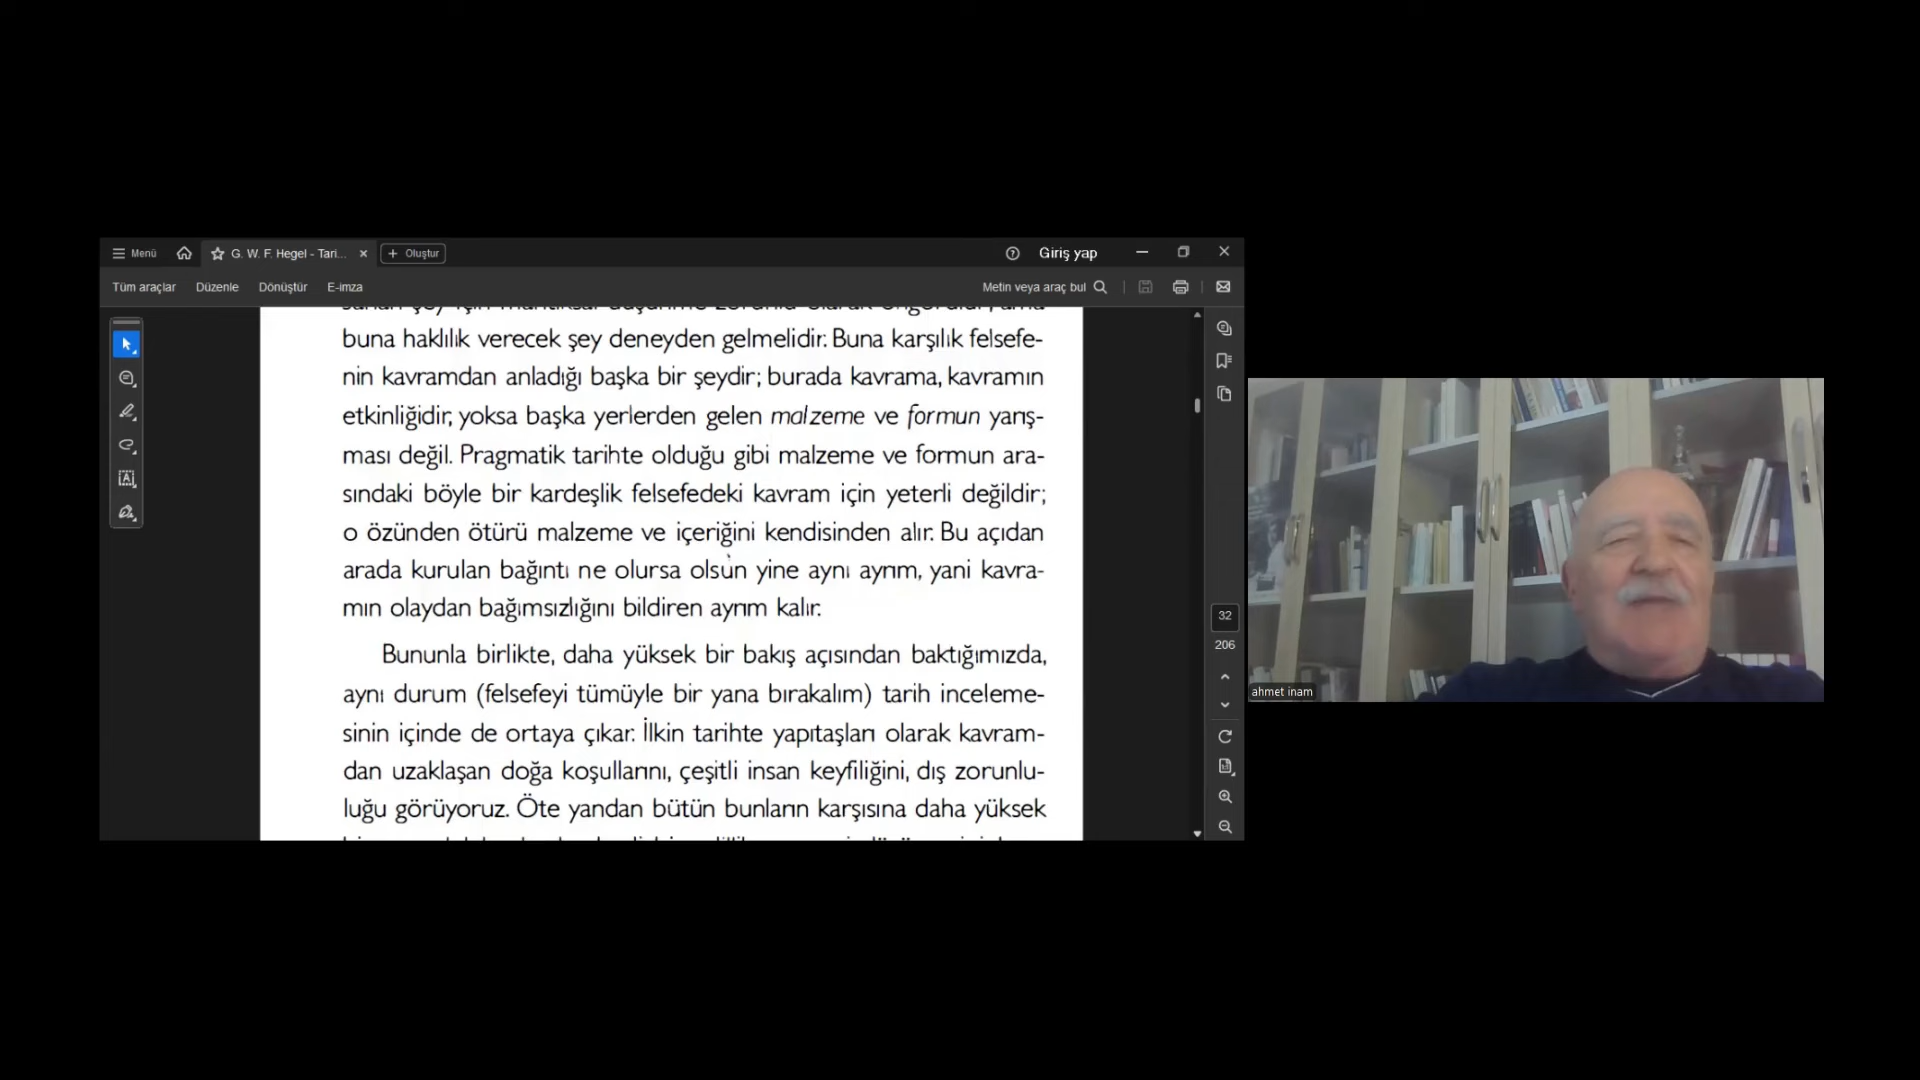 Menü
G. W. F. Hegel - Tari...
Oluştur
Giriş yap
Tüm araçlar
Düzenle
Dönüştür
E-imza
Metin veya araç bul
buna haklılık verecek şey deneyden gelmelidir. Buna karşılık felsefe-
nin kavramdan anladığı başka bir şeydir; burada kavrama, kavramın
etkinliğidir, yoksa başka yerlerden gelen malzeme ve formun yarış-
ması değil. Pragmatik tarihte olduğu gibi malzeme ve formun ara-
sındaki böyle bir kardeşlik felsefedeki kavram için yeterli değildir;
o özünden ötürü malzeme ve içeriğini kendisinden alır. Bu açıdan
arada kurulan bağıntı ne olursa olsun yine aynı ayrım, yani kavra-
mın olaydan bağımsızlığını bildiren ayrım kalır.
Bununla birlikte, daha yüksek bir bakış açısından baktığımızda,
aynı durum (felsefeyi tümüyle bir yana bırakalım) tarih inceleme-
sinin içinde de ortaya çıkar. İlkin tarihte yapıtaşları olarak kavram-
dan uzaklaşan doğa koşullarını, çeşitli insan keyfiliğini, dış zorunlu-
luğu görüyoruz. Öte yandan bütün bunların karşısına daha yüksek
32
206
ahmet inam